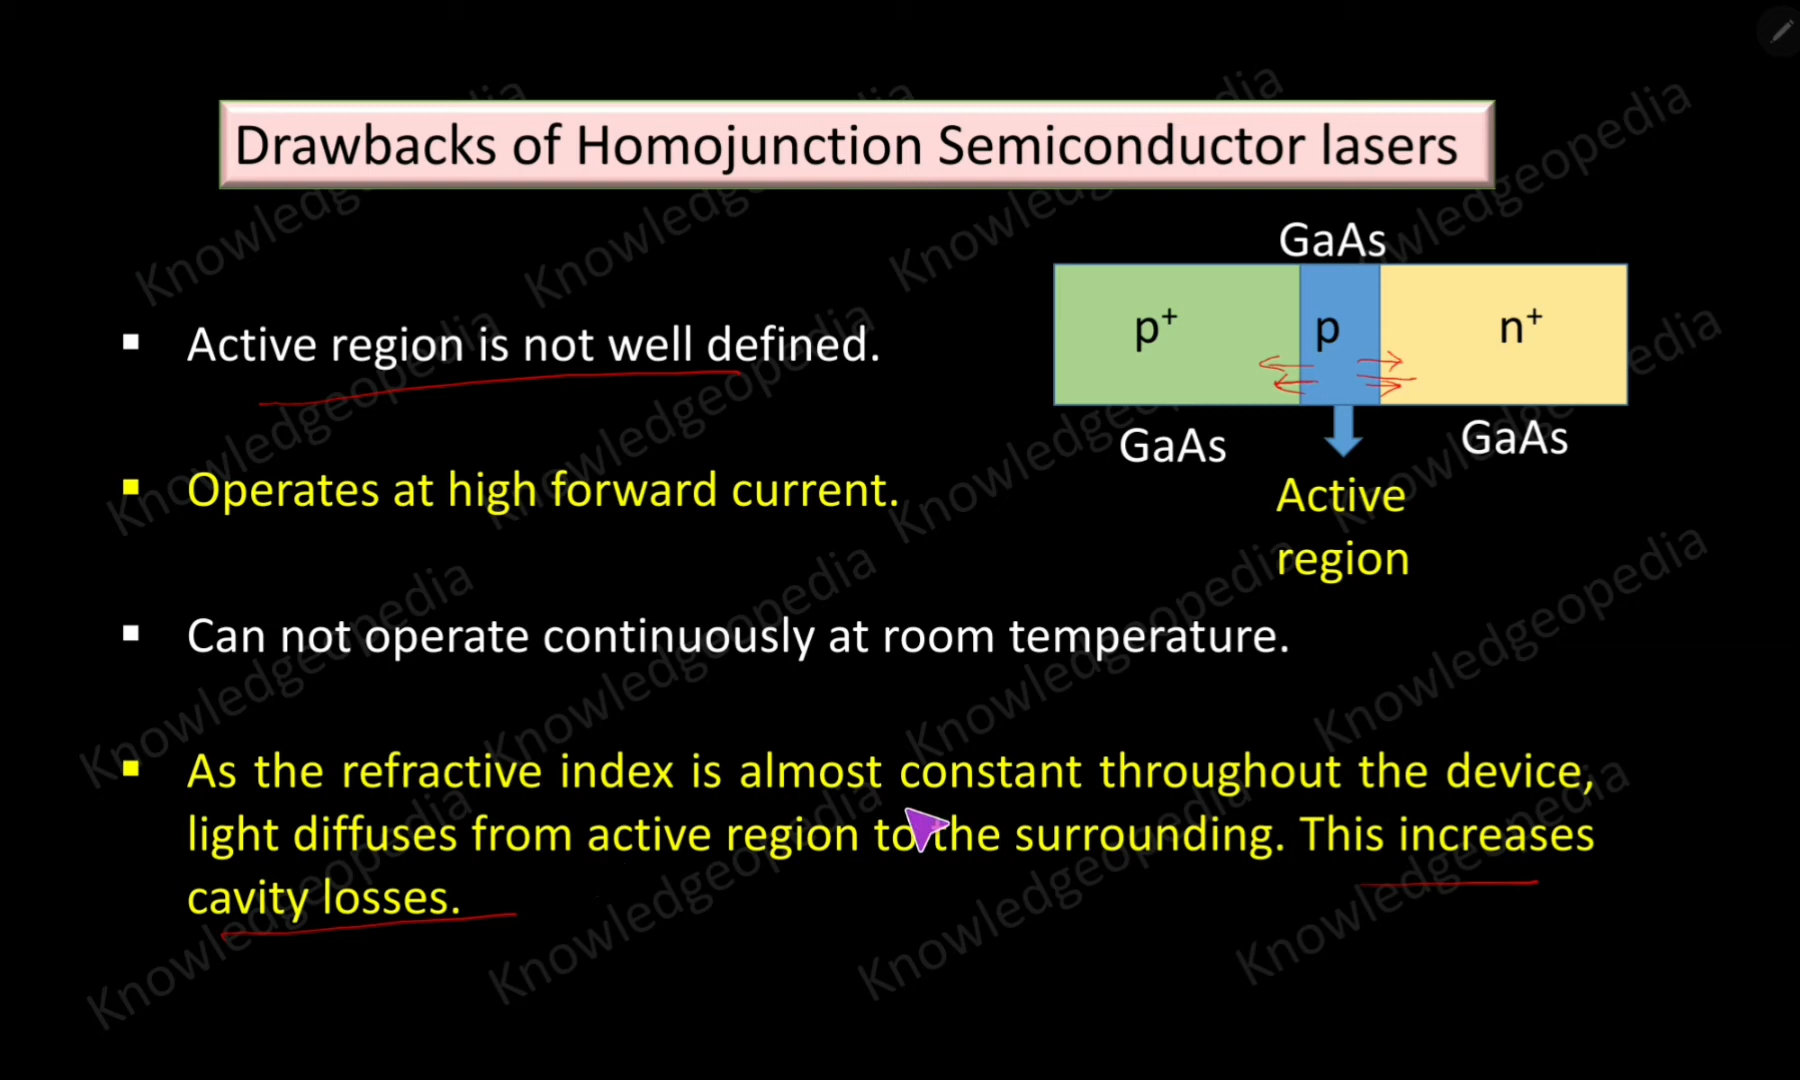 Drawbacks of Homojunction Semiconductor lasers
GaAs
p⁺ p n⁺
GaAs GaAs
Active
region
▪ Active region is not well defined.
▪ Operates at high forward current.
▪ Can not operate continuously at room temperature.
▪ As the refractive index is almost constant throughout the device,
light diffuses from active region to the surrounding. This increases
cavity losses.
Knowledgeopedia